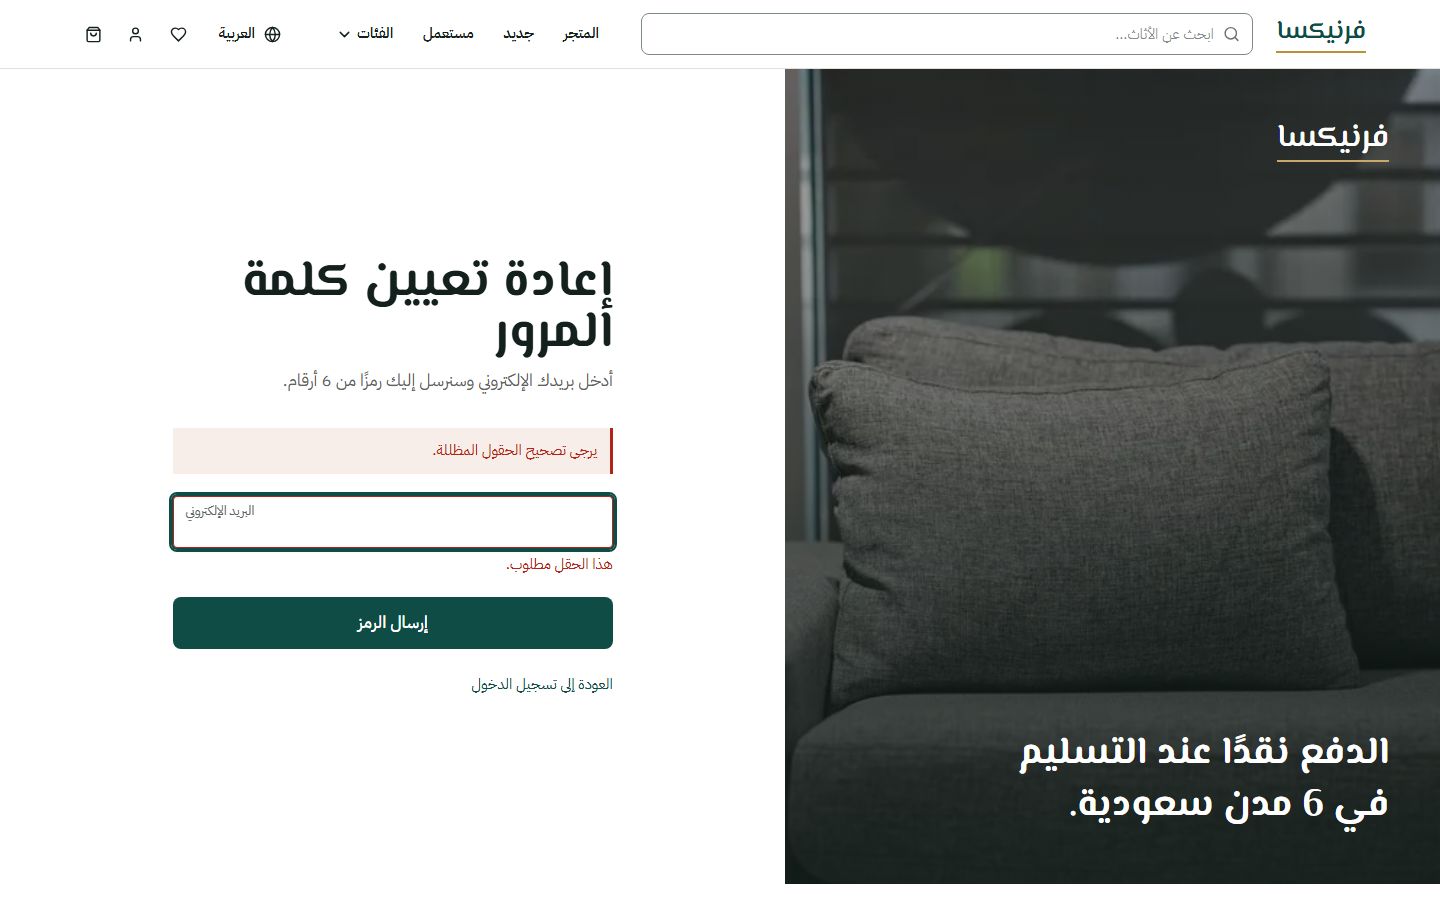 فرنيكسا
ابحث عن الأثاث...
المتجر
جديد
مستعمل
الفئات
العربية
فرنيكسا
الدفع نقدًا عند التسليم
في 6 مدن سعودية.
إعادة تعيين كلمة
المرور
أدخل بريدك الإلكتروني وسنرسل إليك رمزًا من 6 أرقام.
يرجى تصحيح الحقول المظللة.
البريد الإلكتروني
هذا الحقل مطلوب.
إرسال الرمز
العودة إلى تسجيل الدخول